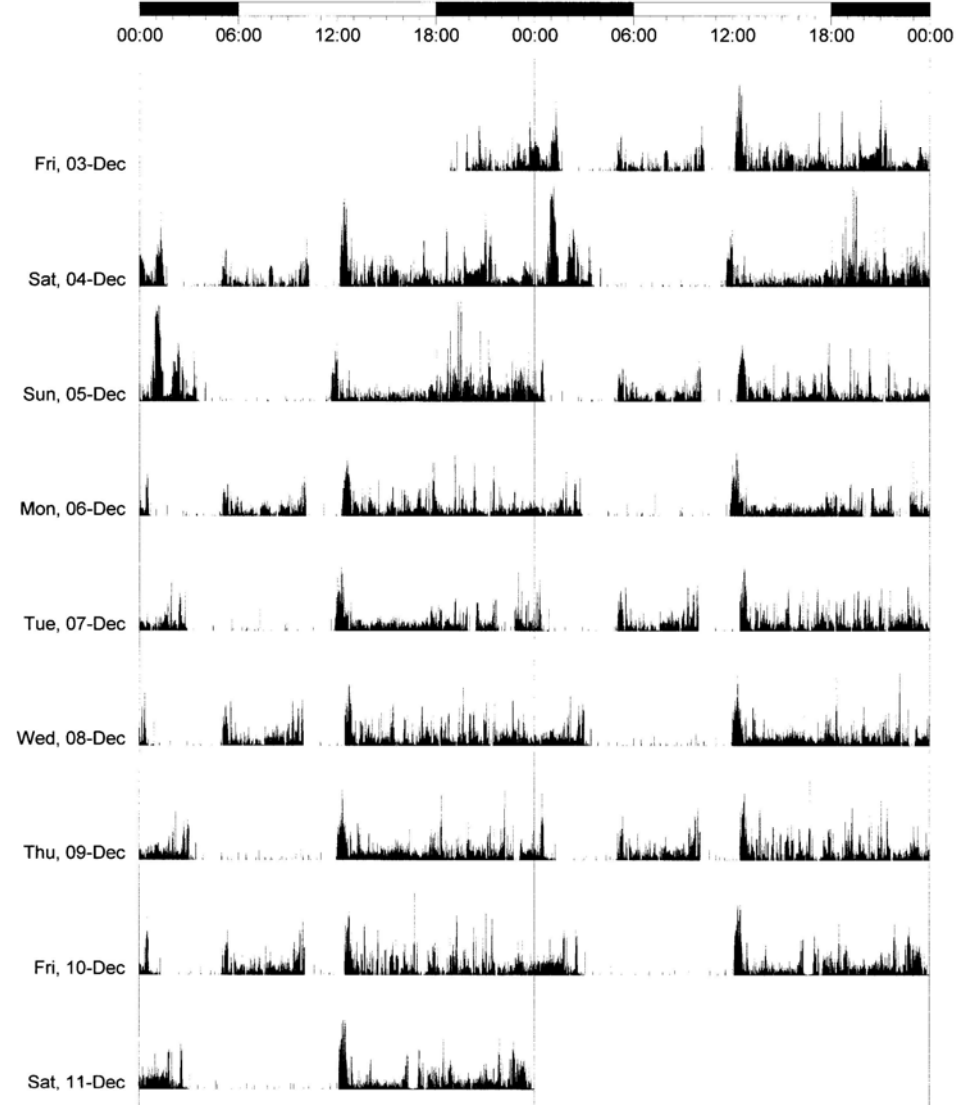 00:00 06:00 12:00 18:00 00:00 06:00 12:00 18:00 00:00
Fri, 03-Dec
Sat, 04-Dec
Sun, 05-Dec
Mon, 06-Dec
Tue, 07-Dec
Wed, 08-Dec
Thu, 09-Dec
Fri, 10-Dec
Sat, 11-Dec